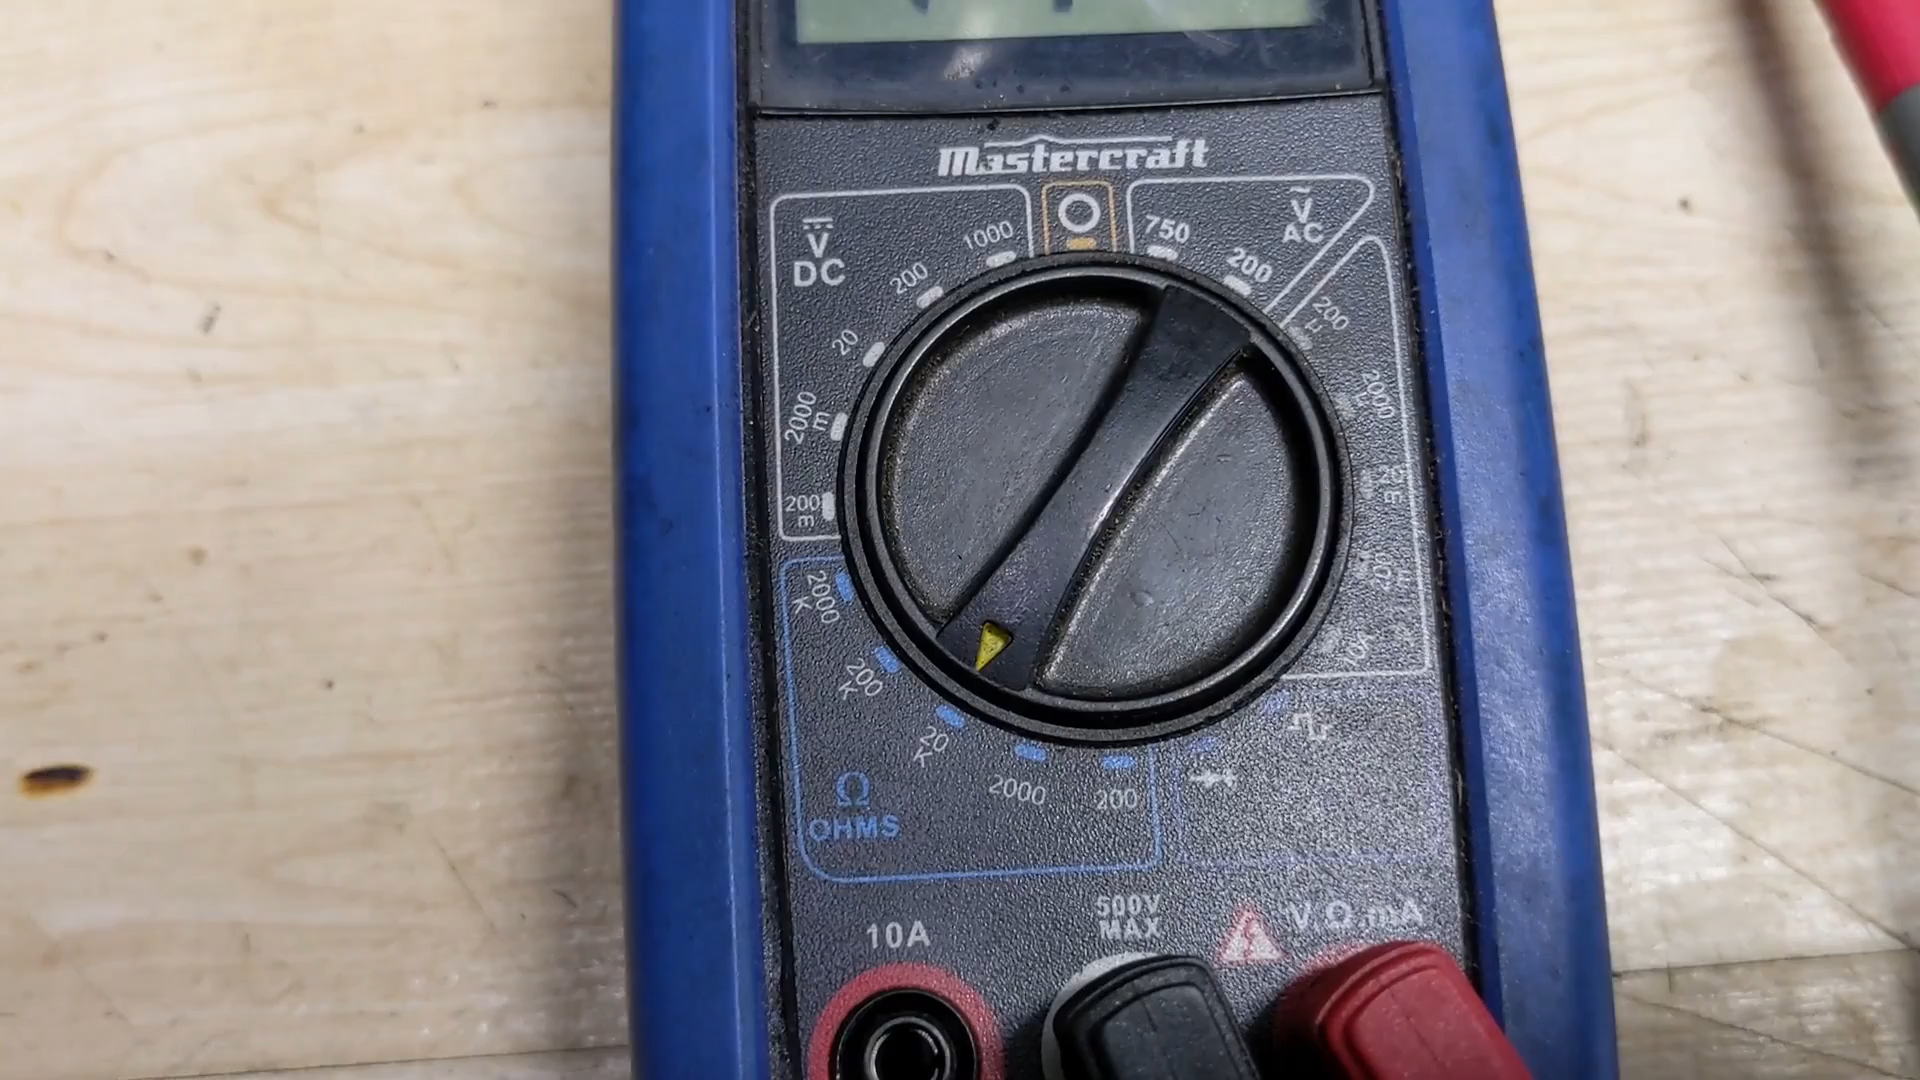 Mastercraft
V
DC
1000
200
20
2000
m
200
m
750
200
V
AC
200
µ
2000
2000
K
200
K
20
K
2000
200
Ω
OHMS
10A
500V
MAX
V.Ω.mA